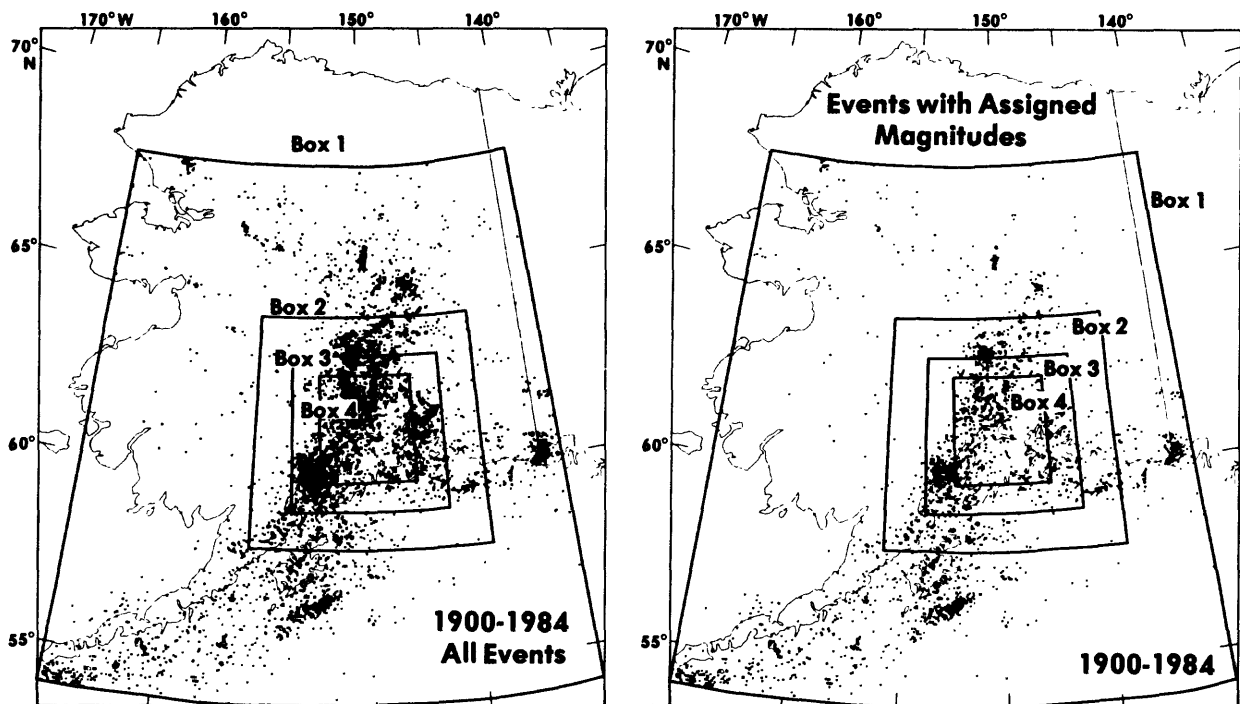 170°W 160° 150° 140°
70°
N
Box 1
65°
Box 2
Box 3
Box 4
60°
1900-1984
All Events
55°
170°W 160° 150° 140°
70°
N
Events with Assigned
Magnitudes
Box 1
65°
Box 2
Box 3
Box 4
60°
55°
1900-1984